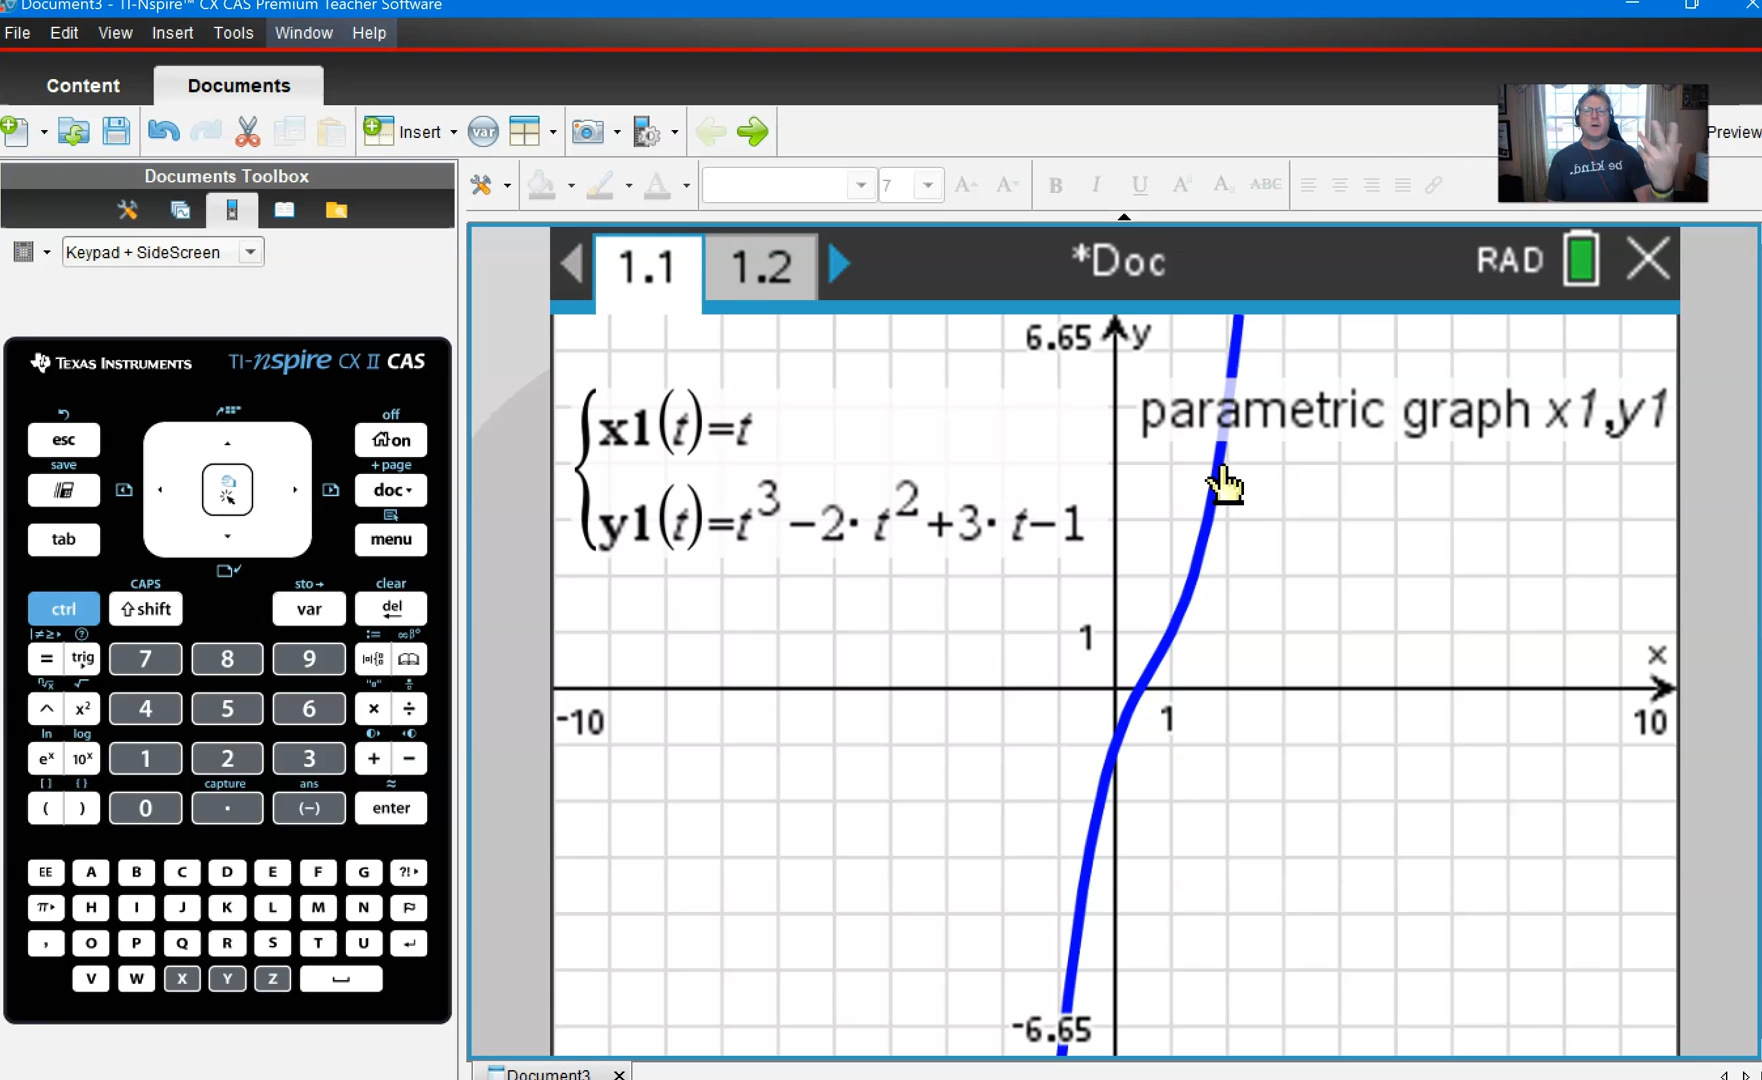 Document3 - TI-Nspire™ CX CAS Premium Teacher Software
File Edit View Insert Tools Window Help
Content Documents
Insert var Preview
Documents Toolbox
7 B I U A A ABC
Keypad + SideScreen
1.1 1.2 *Doc RAD
6.65 y
parametric graph x1,y1
x1(t)=t
y1(t)=t³−2·t²+3·t−1
1
x
-10 1 10
-6.65
TEXAS INSTRUMENTS TI-nspire CX II CAS
off
esc on
save + page
doc
tab menu
CAPS sto→ clear
ctrl shift var del
|≠≥▸ ? := ∞β°
= trig 7 8 9
ⁿ√x √ "□"
^ x² 4 5 6 × ÷
ln log
eˣ 10ˣ 1 2 3 + −
[ ] { } capture ans ≈
( ) 0 . (−) enter
EE A B C D E F G ?!▸
π▸ H I J K L M N
, O P Q R S T U
V W X Y Z
be kind.
Document3